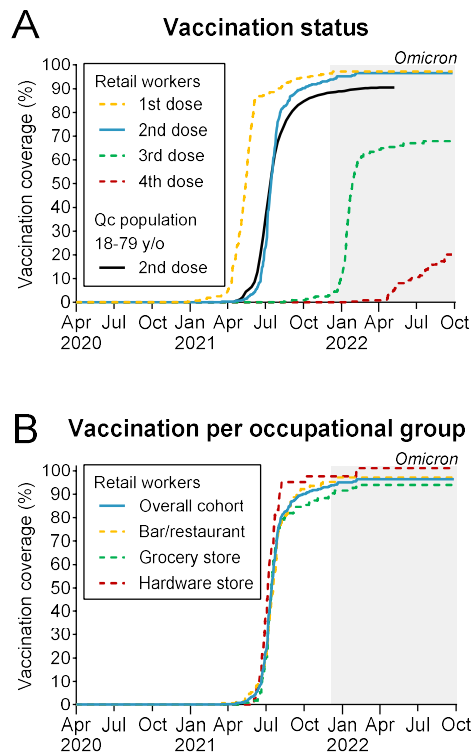 A
Vaccination status
Omicron
Vaccination coverage (%)
100
90
80
70
60
50
40
30
20
10
0
Retail workers
1st dose
2nd dose
3rd dose
4th dose
Qc population
18-79 y/o
2nd dose
Apr Jul Oct Jan Apr Jul Oct Jan Apr Jul Oct
2020 2021 2022
B
Vaccination per occupational group
Omicron
Vaccination coverage (%)
100
90
80
70
60
50
40
30
20
10
0
Retail workers
Overall cohort
Bar/restaurant
Grocery store
Hardware store
Apr Jul Oct Jan Apr Jul Oct Jan Apr Jul Oct
2020 2021 2022